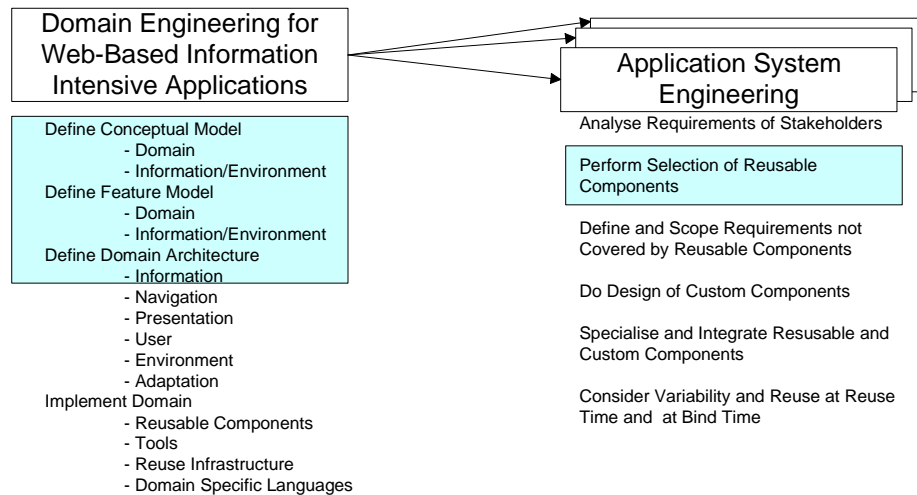 Domain Engineering for
Web-Based Information
Intensive Applications
Define Conceptual Model
- Domain
- Information/Environment
Define Feature Model
- Domain
- Information/Environment
Define Domain Architecture
- Information
- Navigation
- Presentation
- User
- Environment
- Adaptation
Implement Domain
- Reusable Components
- Tools
- Reuse Infrastructure
- Domain Specific Languages
Application System
Engineering
Analyse Requirements of Stakeholders
Perform Selection of Reusable
Components
Define and Scope Requirements not
Covered by Reusable Components
Do Design of Custom Components
Specialise and Integrate Resusable and
Custom Components
Consider Variability and Reuse at Reuse
Time and  at Bind Time